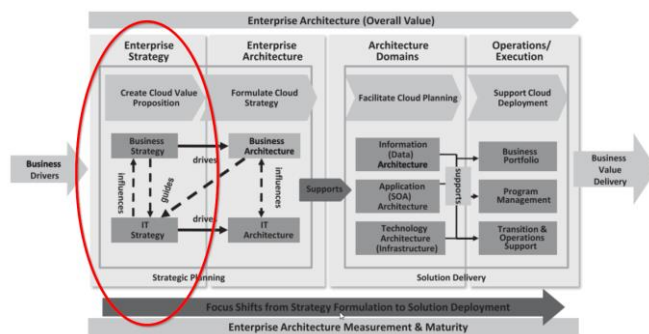 Enterprise Architecture (Overall Value)
Enterprise
Strategy
Enterprise
Architecture
Architecture
Domains
Operations/
Execution
Create Cloud Value
Proposition
Formulate Cloud
Strategy
Facilitate Cloud Planning
Support Cloud
Deployment
Business
Drivers
Business
Strategy
drives
Business
Architecture
influences
guides
influences
IT
Strategy
drives
IT
Architecture
Supports
Information
(Data)
Architecture
Application
(SOA)
Architecture
Technology
Architecture
(Infrastructure)
supports
Business
Portfolio
Program
Management
Transition &
Operations
Support
Business
Value
Delivery
Strategic Planning
Solution Delivery
Focus Shifts from Strategy Formulation to Solution Deployment
Enterprise Architecture Measurement & Maturity